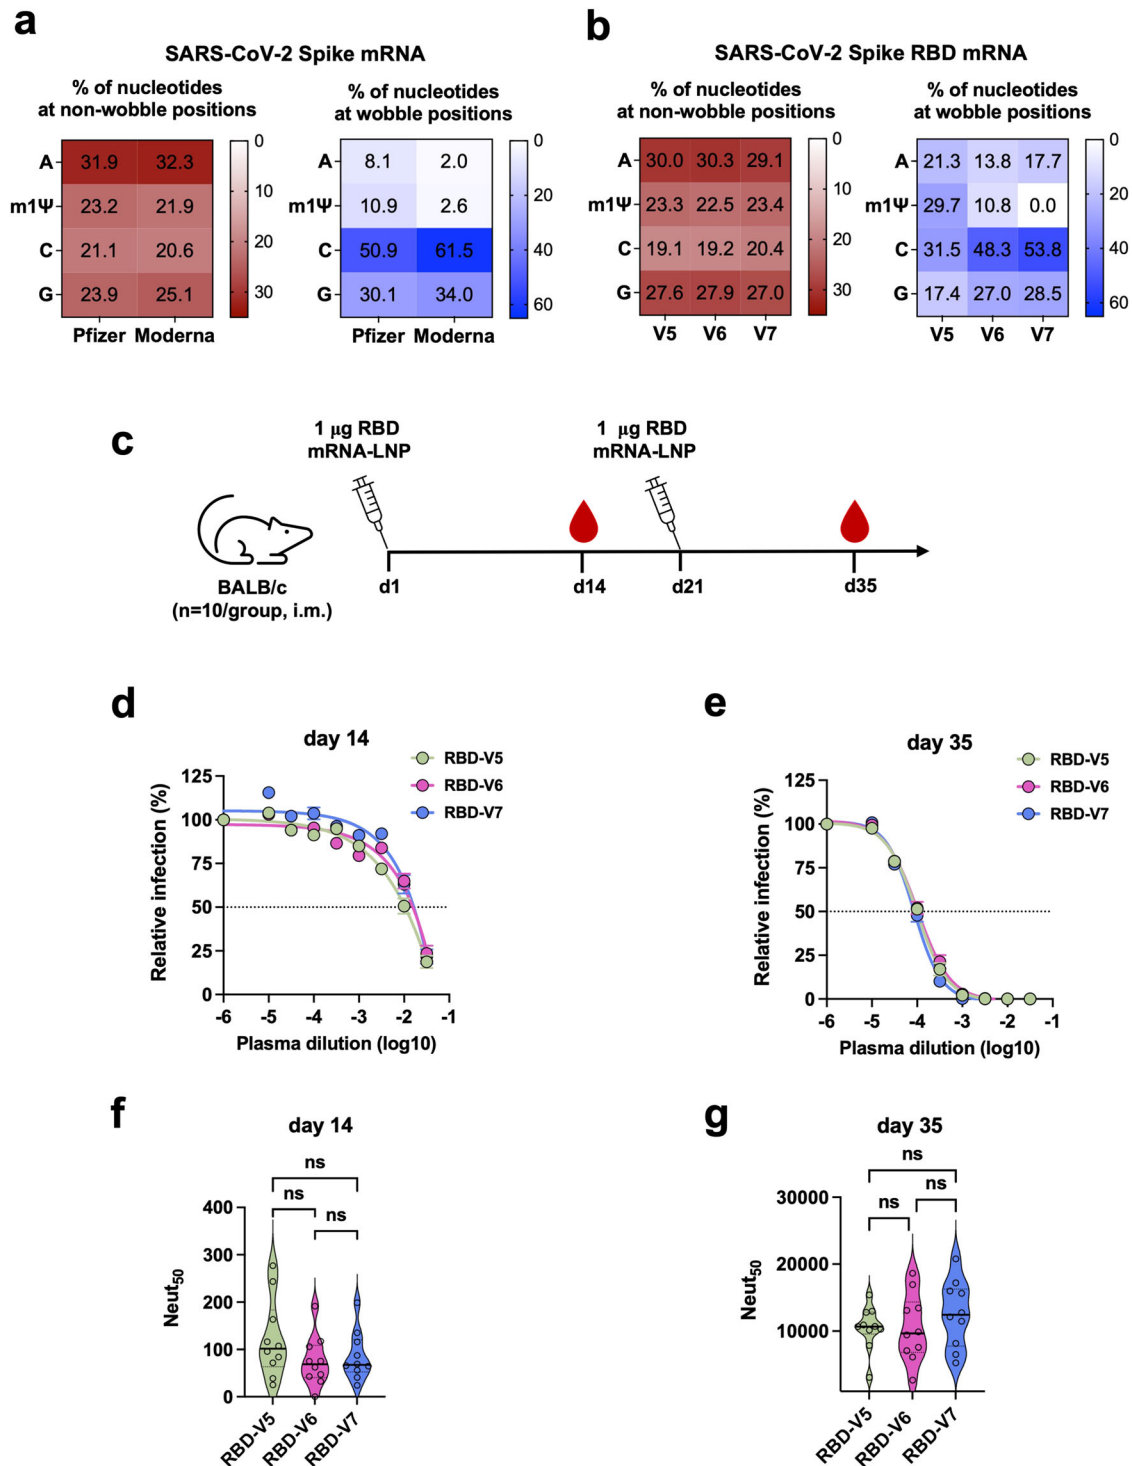 a
SARS-CoV-2 Spike mRNA
% of nucleotides
at non-wobble positions
A 31.9 32.3
m1Ψ 23.2 21.9
C 21.1 20.6
G 23.9 25.1
Pfizer Moderna
0
10
20
30
% of nucleotides
at wobble positions
8.1 2.0
10.9 2.6
50.9 61.5
30.1 34.0
Pfizer Moderna
0
20
40
60
b
SARS-CoV-2 Spike RBD mRNA
% of nucleotides
at non-wobble positions
A 30.0 30.3 29.1
m1Ψ 23.3 22.5 23.4
C 19.1 19.2 20.4
G 27.6 27.9 27.0
V5 V6 V7
0
10
20
30
% of nucleotides
at wobble positions
A 21.3 13.8 17.7
m1Ψ 29.7 10.8 0.0
C 31.5 48.3 53.8
G 17.4 27.0 28.5
V5 V6 V7
0
20
40
60
c
1 μg RBD
mRNA-LNP
1 μg RBD
mRNA-LNP
BALB/c
(n=10/group, i.m.)
d1 d14 d21 d35
d
day 14
RBD-V5
RBD-V6
RBD-V7
Relative infection (%)
125
100
75
50
25
0
-6 -5 -4 -3 -2 -1
Plasma dilution (log10)
e
day 35
RBD-V5
RBD-V6
RBD-V7
Relative infection (%)
125
100
75
50
25
0
-6 -5 -4 -3 -2 -1
Plasma dilution (log10)
f
day 14
ns
ns
ns
Neut50
400
300
200
100
0
RBD-V5 RBD-V6 RBD-V7
g
day 35
ns
ns
ns
Neut50
30000
20000
10000
RBD-V5 RBD-V6 RBD-V7